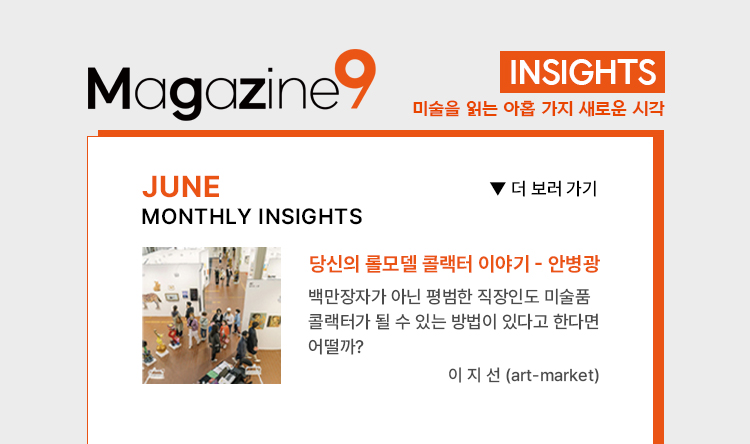 Magazine9
INSIGHTS
미술을 읽는 아홉 가지 새로운 시각
JUNE
▼ 더 보러 가기
MONTHLY INSIGHTS
당신의 롤모델 콜랙터 이야기 - 안병광
백만장자가 아닌 평범한 직장인도 미술품
콜랙터가 될 수 있는 방법이 있다고 한다면
어떨까?
이 지 선 (art-market)